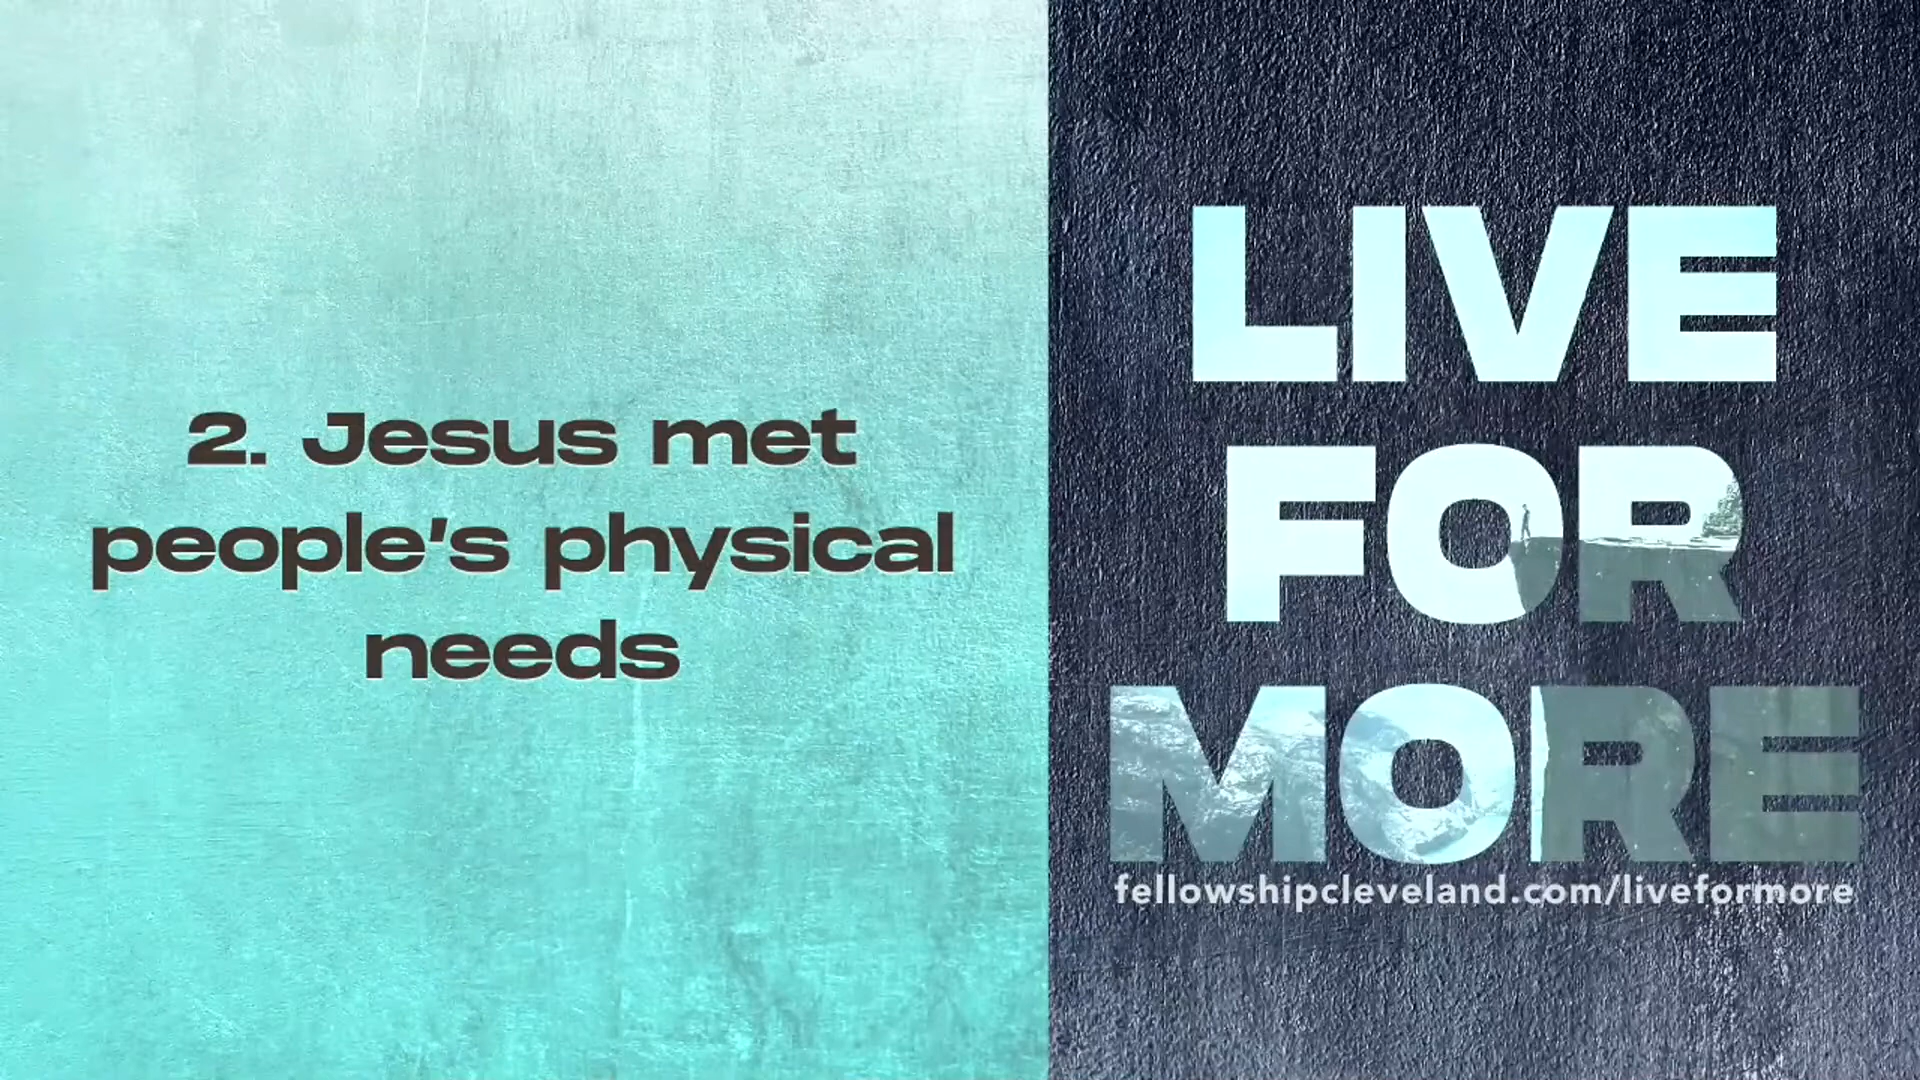 2. Jesus met
people's physical
needs
LIVE
FOR
MORE
fellowshipcleveland.com/liveformore